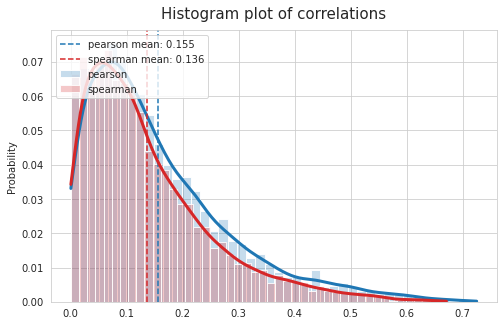 Histogram plot of correlations
pearson mean: 0.155
spearman mean: 0.136
pearson
spearman
Probability
0.07
0.06
0.05
0.04
0.03
0.02
0.01
0.00
0.0 0.1 0.2 0.3 0.4 0.5 0.6 0.7